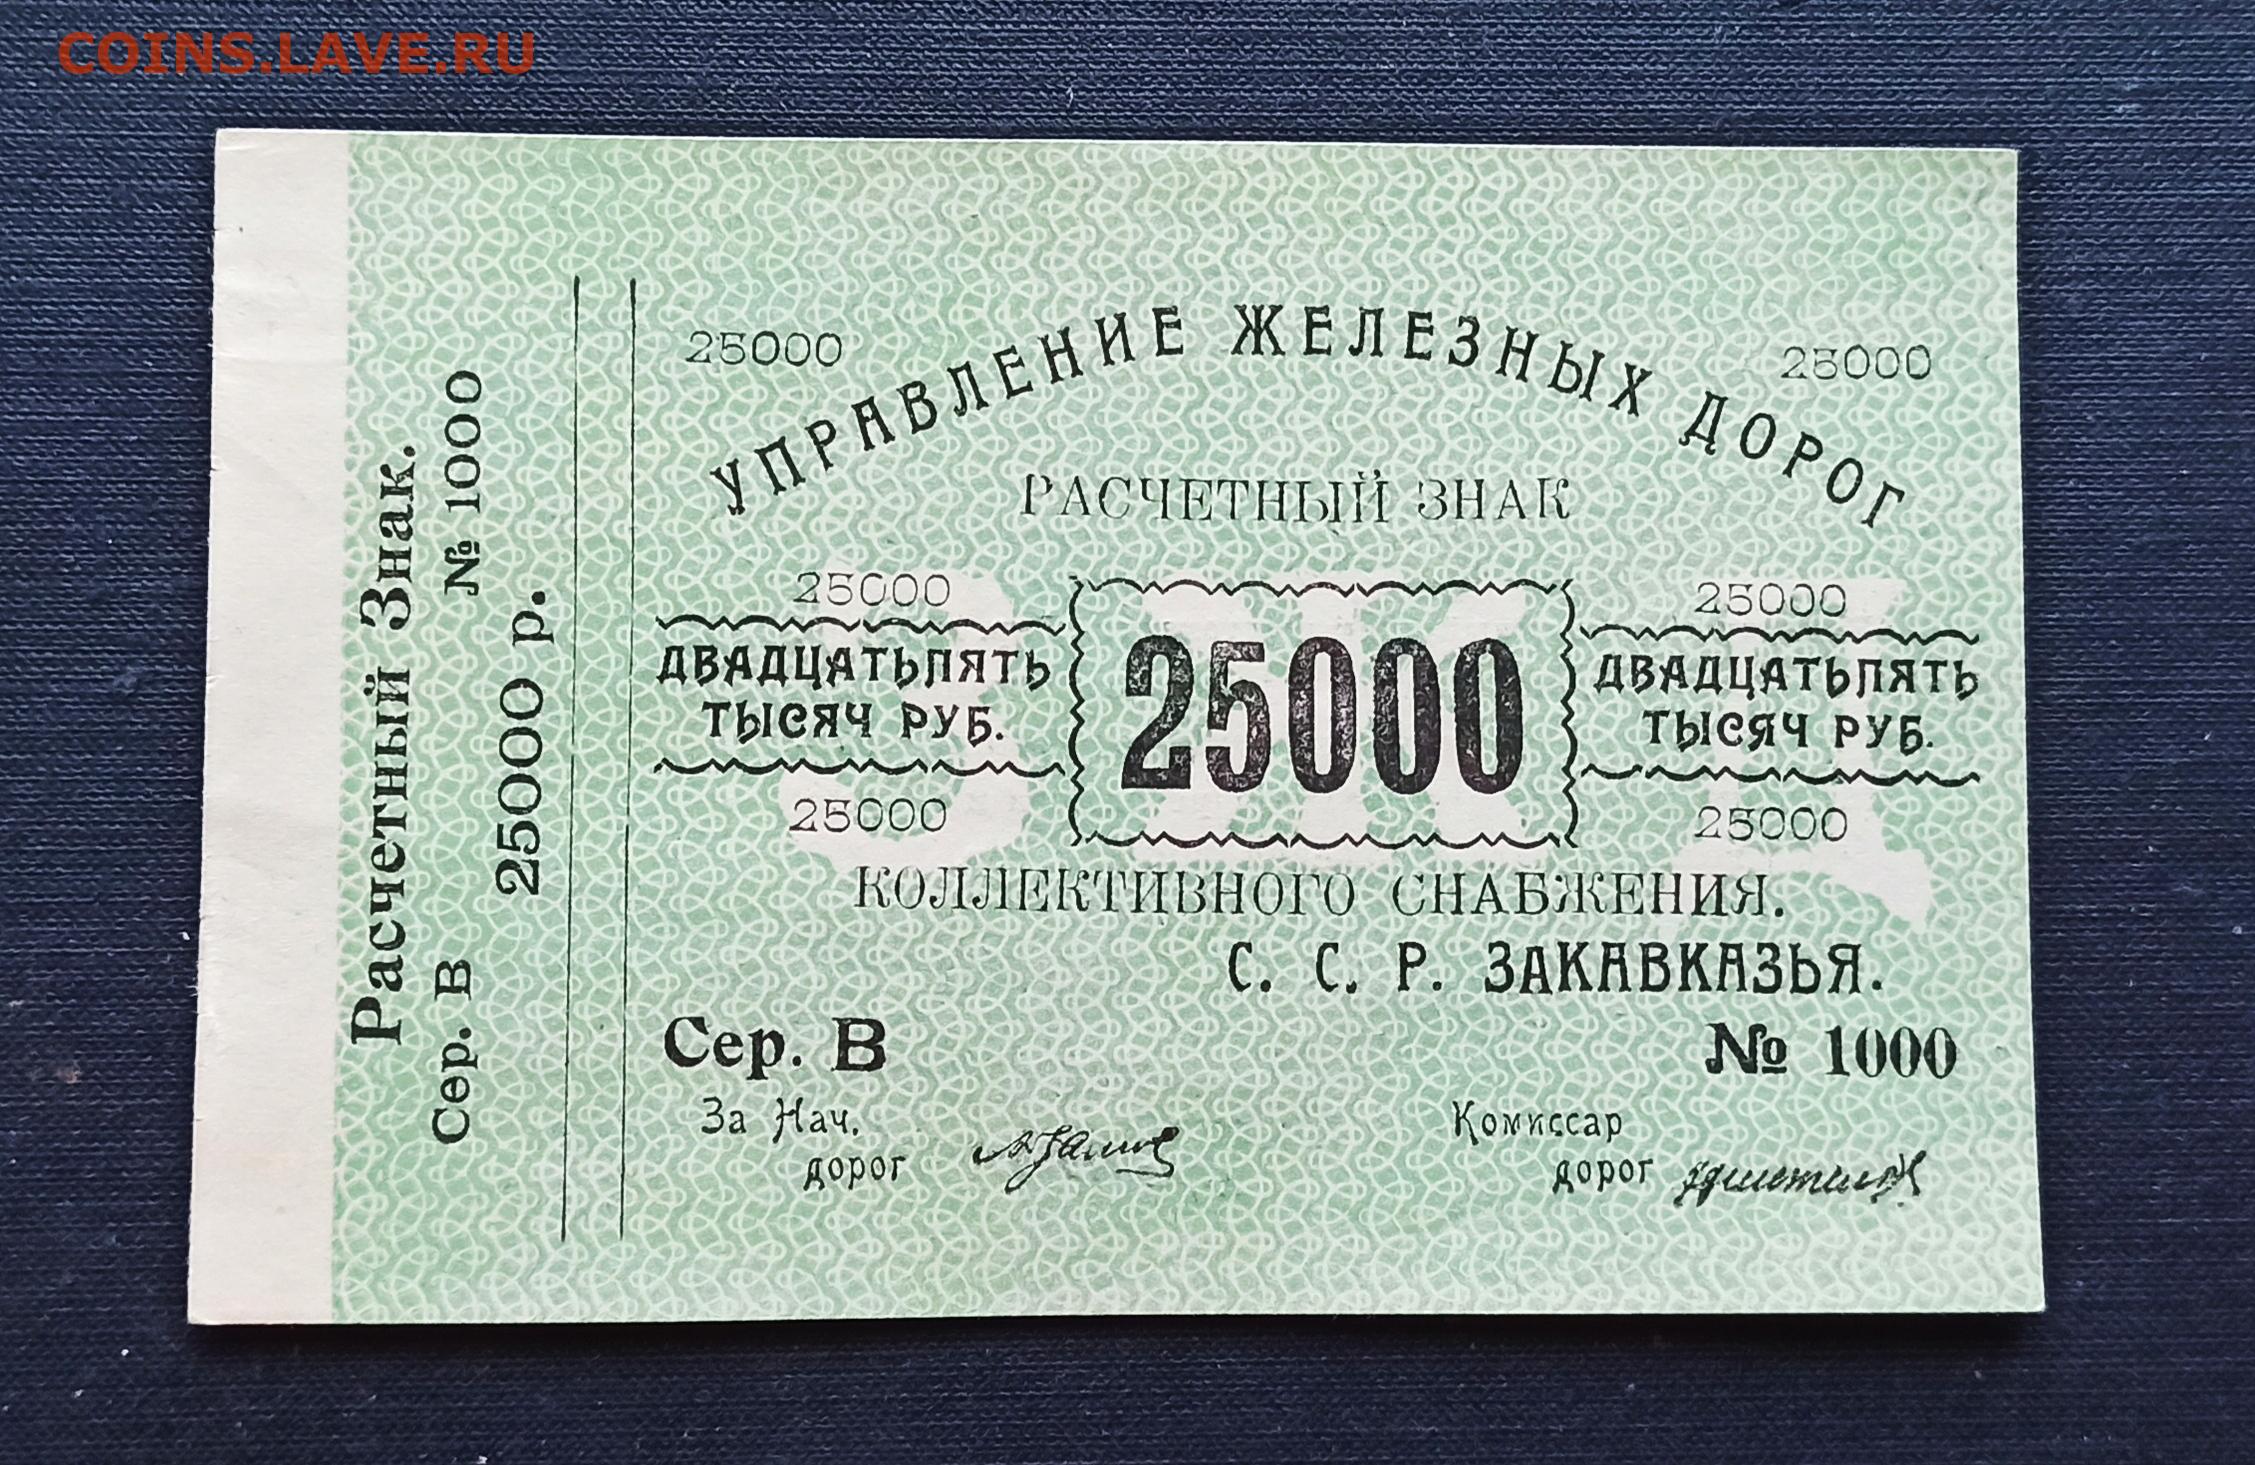 COINS.LAVE.RU
Расчетный Знак.
Сер. В № 1000
25000 р.
УПРАВЛЕНИЕ ЖЕЛЕЗНЫХ ДОРОГ
25000 25000
РАСЧЕТНЫЙ ЗНАК
25000 25000
ДВАДЦАТЬПЯТЬ
ТЫСЯЧ РУБ.
25000
ДВАДЦАТЬПЯТЬ
ТЫСЯЧ РУБ.
25000 25000
ЗЖД
КОЛЛЕКТИВНОГО СНАБЖЕНИЯ.
С. С. Р. ЗАКАВКАЗЬЯ.
Сер. В № 1000
За Нач.
дорог
Комиссар
дорог